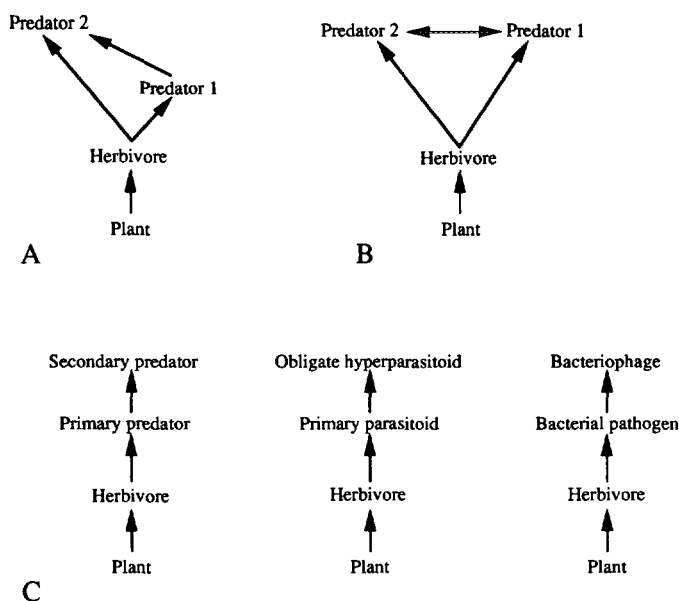 Predator 2
Predator 1
Herbivore
Plant
A
Predator 2 Predator 1
Herbivore
Plant
B
Secondary predator Obligate hyperparasitoid Bacteriophage
Primary predator Primary parasitoid Bacterial pathogen
Herbivore Herbivore Herbivore
Plant Plant Plant
C